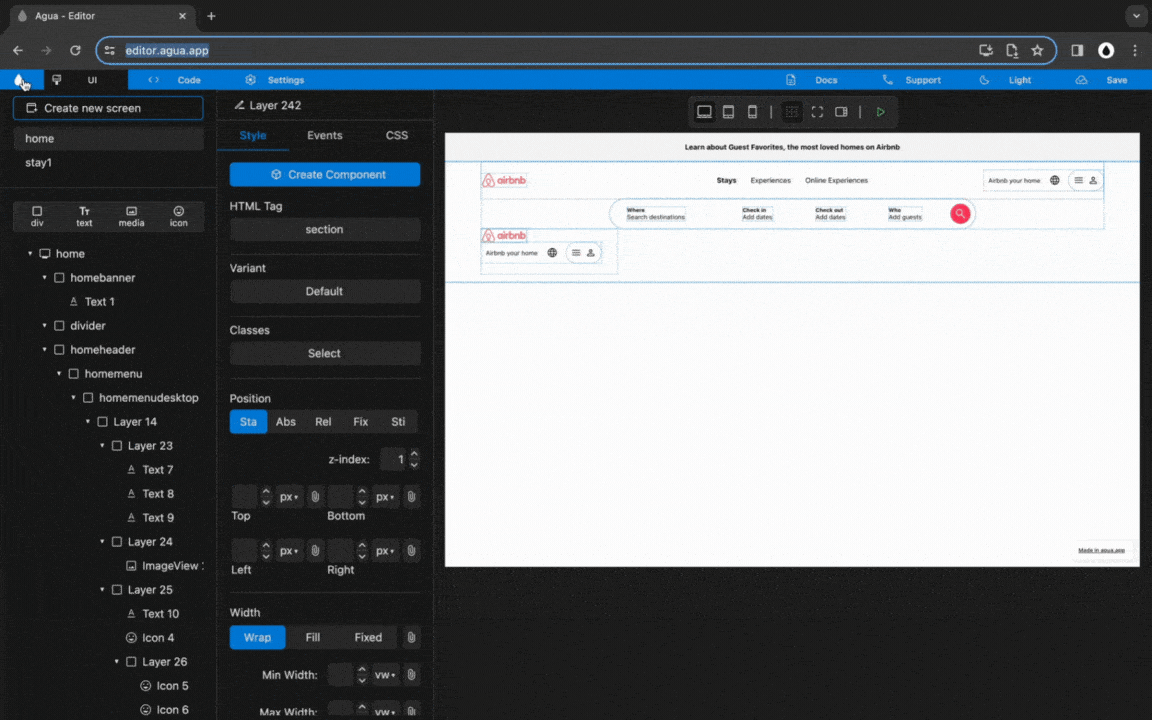 Agua - Editor
editor.agua.app
UI
Code
Settings
Docs
Support
Light
Save
Create new screen
home
stay1
div
text
media
icon
home
homebanner
Text 1
divider
homeheader
homemenu
homemenudesktop
Layer 14
Layer 23
Text 7
Text 8
Text 9
Layer 24
ImageView
Layer 25
Text 10
Icon 4
Layer 26
Icon 5
Icon 6
Layer 242
Style Events CSS
Create Component
HTML Tag
section
Variant
Default
Classes
Select
Position
Sta Abs Rel Fix Sti
z-index: 1
px px
Top Bottom
px px
Left Right
Width
Wrap Fill Fixed
Min Width: vw
Max Width: vw
Learn about Guest Favorites, the most loved homes on Airbnb
airbnb
Stays Experiences Online Experiences
Airbnb your home
Where Check in Check out Who
Search destinations Add dates Add dates Add guests
airbnb
Airbnb your home
Made in agua.app